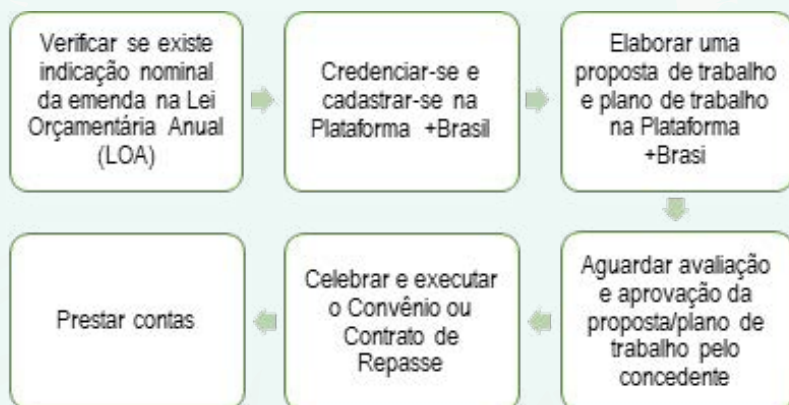 Verificar se existe
indicação nominal
da emenda na Lei
Orçamentária Anual
(LOA)
Credenciar-se e
cadastrar-se na
Plataforma +Brasil
Elaborar uma
proposta de trabalho
e plano de trabalho
na Plataforma
+Brasi
Aguardar avaliação
e aprovação da
proposta/plano de
trabalho pelo
concedente
Celebrar e executar
o Convênio ou
Contrato de
Repasse
Prestar contas